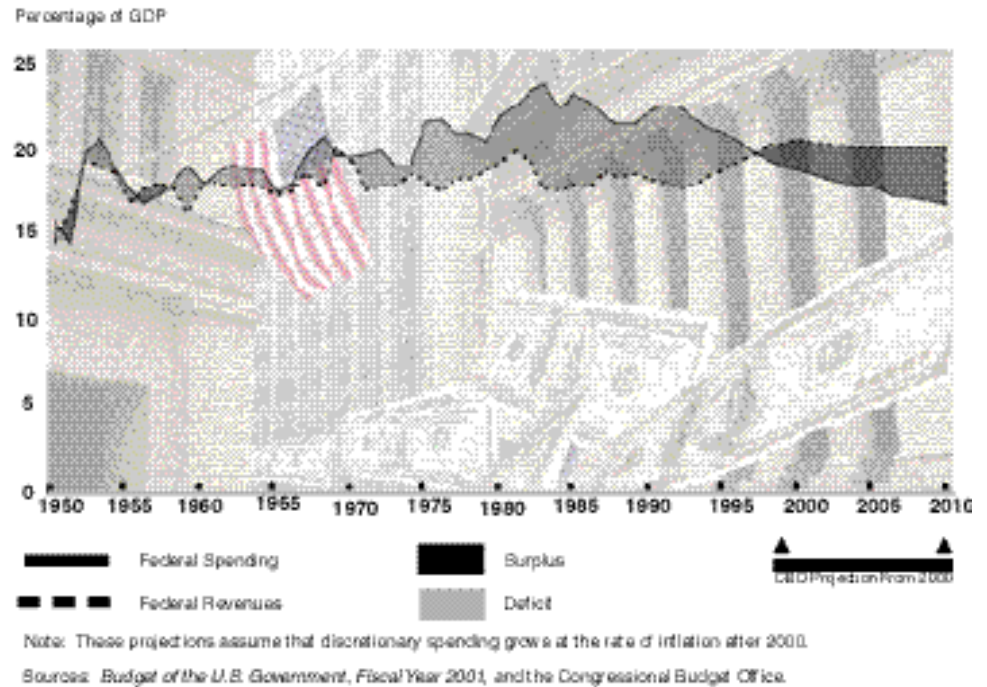 Percentage of GDP
25
20
15
10
5
0
1950 1955 1960 1965 1970 1975 1980 1985 1990 1995 2000 2005 2010
Federal Spending
Surplus
CBO Projection From 2000
Federal Revenues
Deficit
Note: These projections assume that discretionary spending grows at the rate of inflation after 2000.
Sources: Budget of the U.S. Government, Fiscal Year 2001, and the Congressional Budget Office.